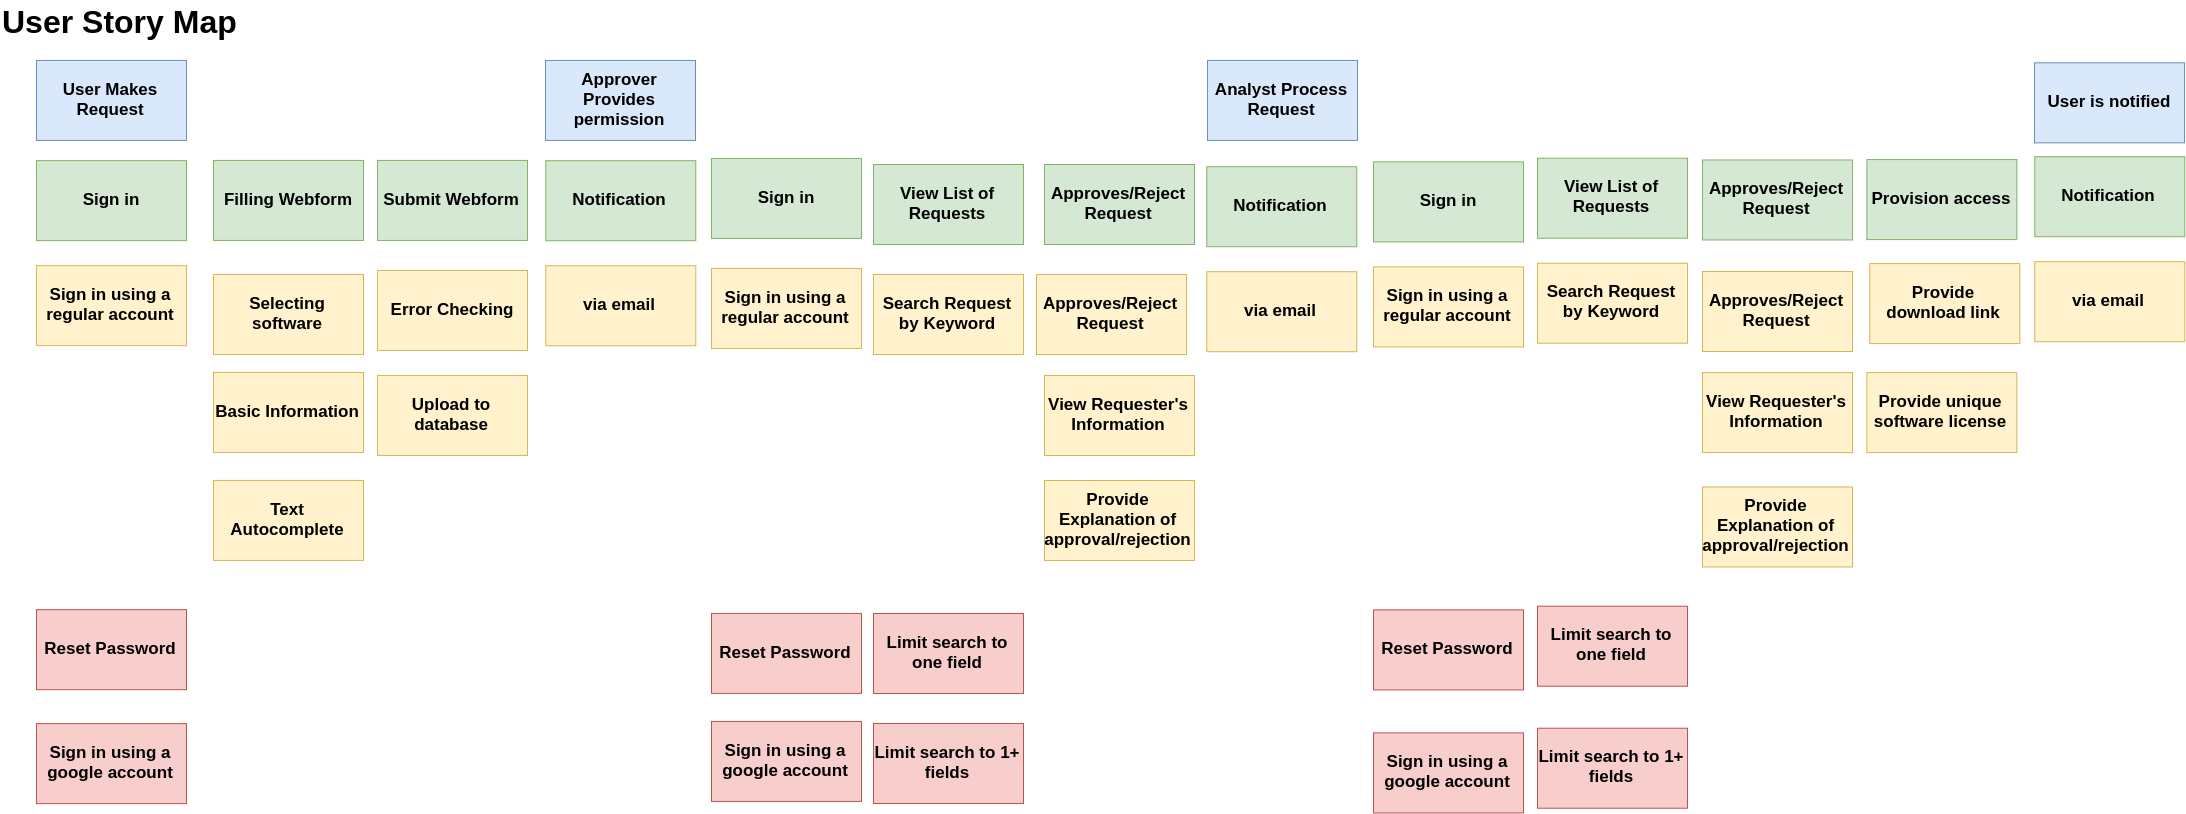 User Story Map
User Makes
Request
Approver
Provides
permission
Analyst Process
Request
User is notified
Sign in
Filling Webform
Submit Webform
Notification
Sign in
View List of
Requests
Approves/Reject
Request
Notification
Sign in
View List of
Requests
Approves/Reject
Request
Provision access
Notification
Sign in using a
regular account
Selecting
software
Error Checking
via email
Sign in using a
regular account
Search Request
by Keyword
Approves/Reject
Request
via email
Sign in using a
regular account
Search Request
by Keyword
Approves/Reject
Request
Provide
download link
via email
Basic Information
Upload to
database
View Requester's
Information
View Requester's
Information
Provide unique
software license
Text
Autocomplete
Provide
Explanation of
approval/rejection
Provide
Explanation of
approval/rejection
Reset Password
Reset Password
Limit search to
one field
Reset Password
Limit search to
one field
Sign in using a
google account
Sign in using a
google account
Limit search to 1+
fields
Sign in using a
google account
Limit search to 1+
fields